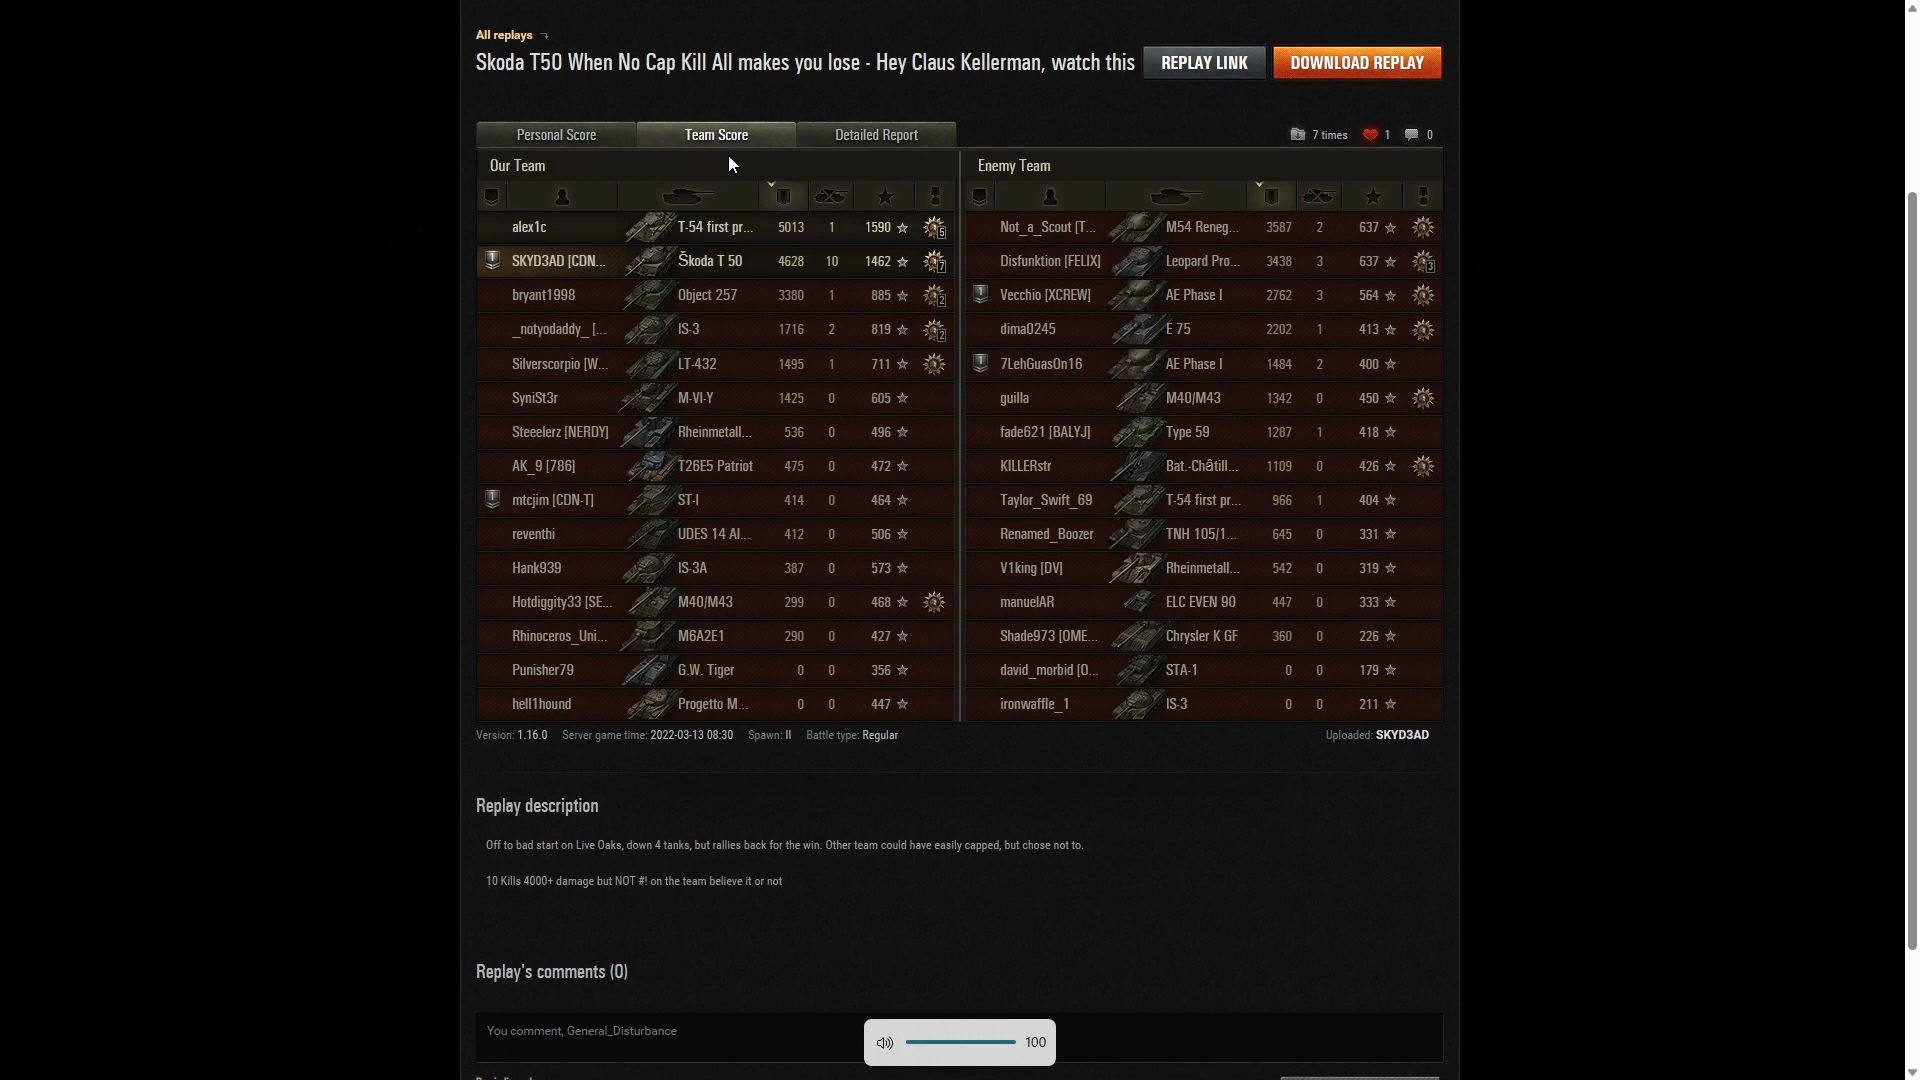 All replays
Skoda T50 When No Cap Kill All makes you lose - Hey Claus Kellerman, watch this
REPLAY LINK
DOWNLOAD REPLAY
Personal Score Team Score Detailed Report 7 times 1 0
Our Team Enemy Team
alex1c T-54 first pr... 5013 1 1590 5 Not_a_Scout [T... M54 Reneg... 3587 2 637
SKYD3AD [CDN... Škoda T 50 4628 10 1462 7 Disfunktion [FELIX] Leopard Pro... 3438 3 637 3
bryant1998 Object 257 3380 1 885 2 Vecchio [XCREW] AE Phase I 2762 3 564
_notyodaddy_ [... IS-3 1716 2 819 2 dima0245 E 75 2202 1 413
Silverscorpio [W... LT-432 1495 1 711 7LehGuasOn16 AE Phase I 1484 2 400
SyniSt3r M-VI-Y 1425 0 605 guilla M40/M43 1342 0 450
Steeelerz [NERDY] Rheinmetall... 536 0 496 fade621 [BALYJ] Type 59 1287 1 418
AK_9 [786] T26E5 Patriot 475 0 472 KILLERstr Bat.-Châtill... 1109 0 426
mtcjim [CDN-T] ST-I 414 0 464 Taylor_Swift_69 T-54 first pr... 966 1 404
reventhi UDES 14 Al... 412 0 506 Renamed_Boozer TNH 105/1... 645 0 331
Hank939 IS-3A 387 0 573 V1king [DV] Rheinmetall... 542 0 319
Hotdiggity33 [SE... M40/M43 299 0 468 manuelAR ELC EVEN 90 447 0 333
Rhinoceros_Uni... M6A2E1 290 0 427 Shade973 [OME... Chrysler K GF 360 0 226
Punisher79 G.W. Tiger 0 0 356 david_morbid [O... STA-1 0 0 179
hell1hound Progetto M... 0 0 447 ironwaffle_1 IS-3 0 0 211
Version: 1.16.0 Server game time: 2022-03-13 08:30 Spawn: II Battle type: Regular Uploaded: SKYD3AD
Replay description
Off to bad start on Live Oaks, down 4 tanks, but rallies back for the win. Other team could have easily capped, but chose not to.
10 Kills 4000+ damage but NOT #! on the team believe it or not
Replay's comments (0)
You comment, General_Disturbance
100